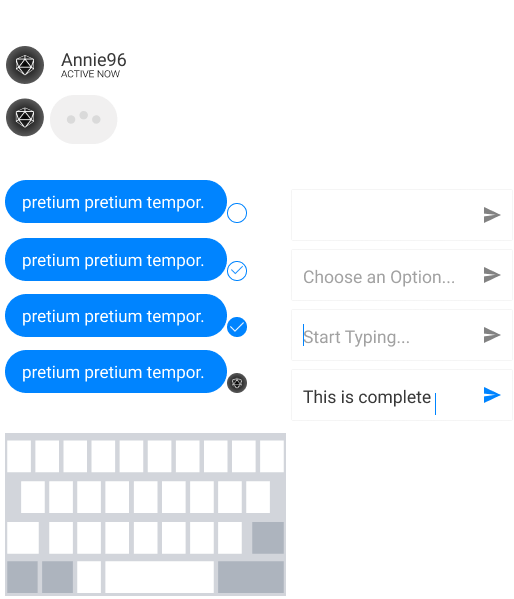 Annie96
ACTIVE NOW
pretium pretium tempor.
pretium pretium tempor.
pretium pretium tempor.
pretium pretium tempor.
Choose an Option...
Start Typing...
This is complete